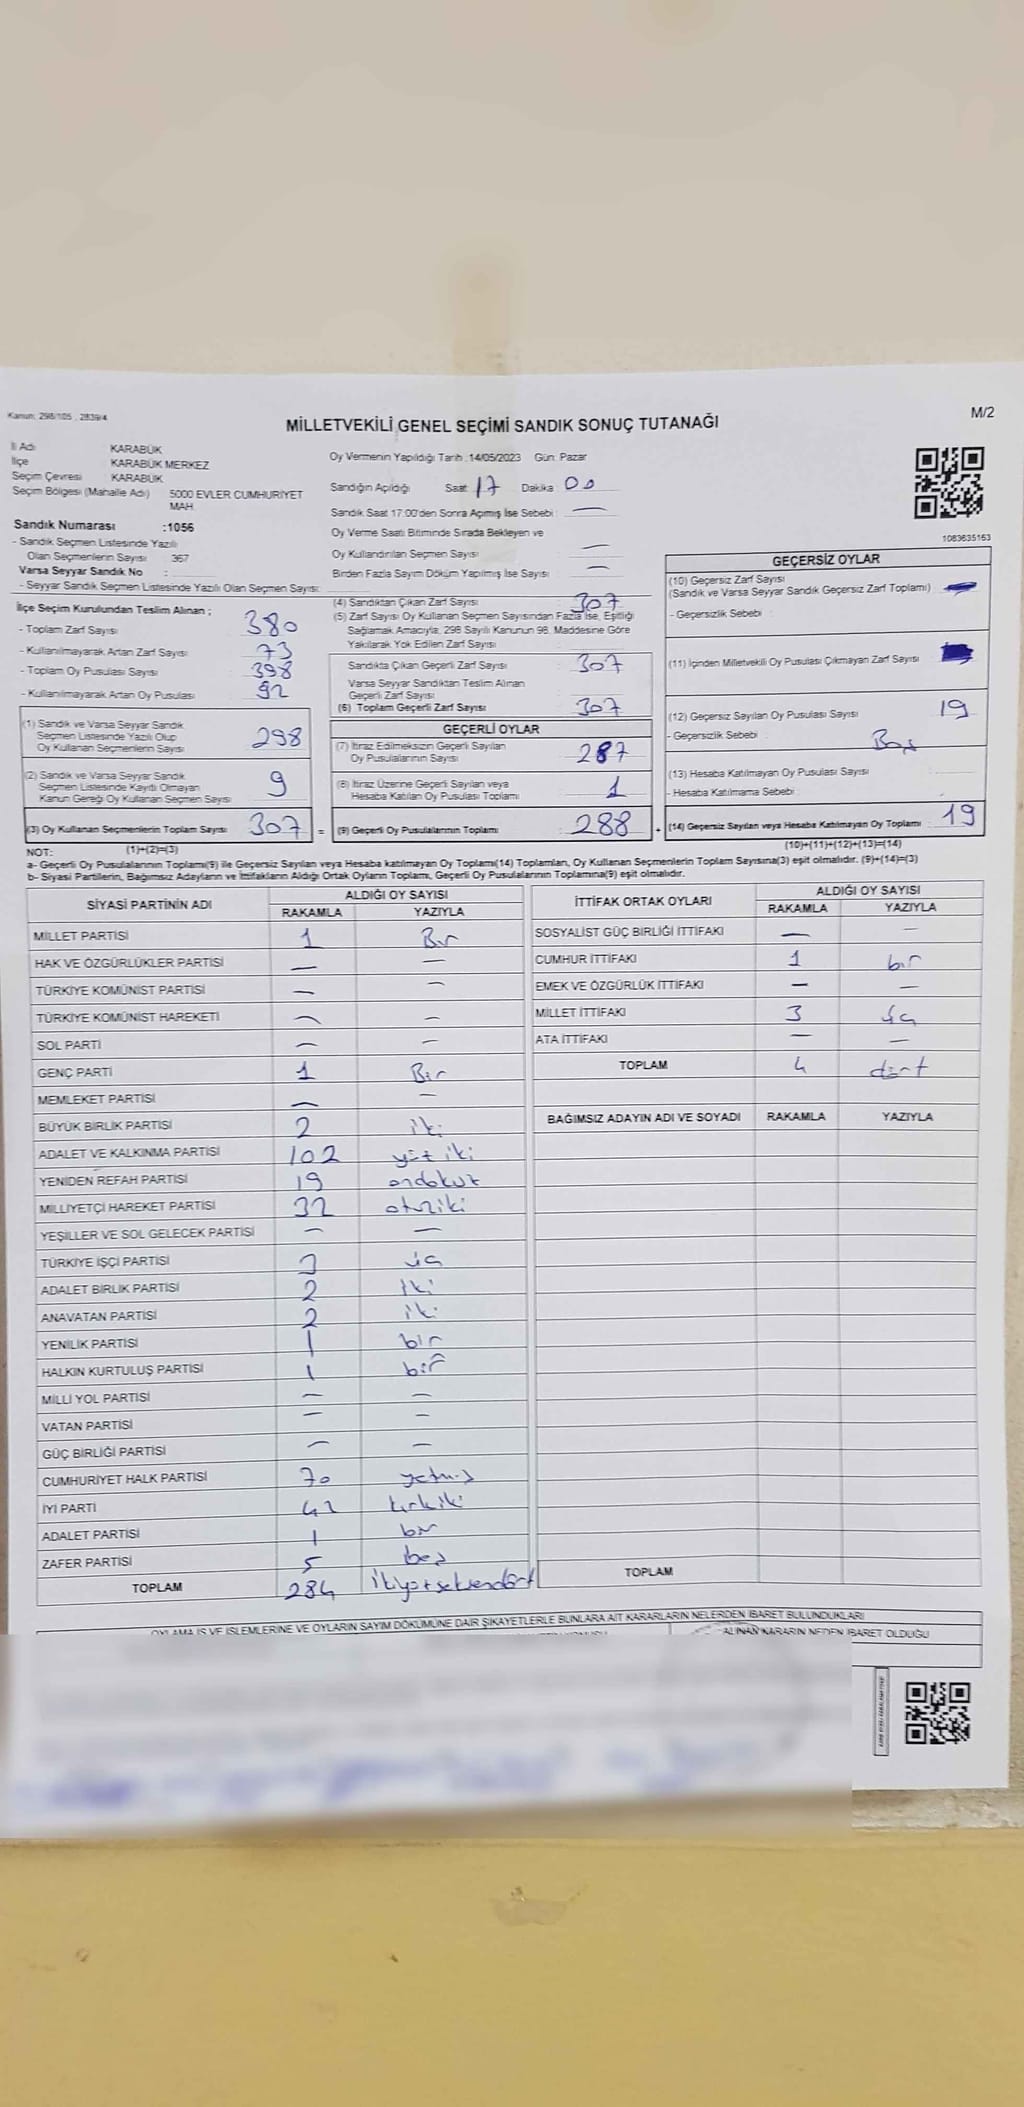 Kanun: 298/105 , 2839/4
M/2
MİLLETVEKİLİ GENEL SEÇİMİ SANDIK SONUÇ TUTANAĞI
İl Adı KARABÜK
İlçe KARABÜK MERKEZ
Seçim Çevresi KARABÜK
Seçim Bölgesi (Mahalle Adı) 5000 EVLER CUMHURİYET
MAH.
Sandık Numarası :1056
- Sandık Seçmen Listesinde Yazılı
Olan Seçmenlerin Sayısı 367
Varsa Seyyar Sandık No :
- Seyyar Sandık Seçmen Listesinde Yazılı Olan Seçmen Sayısı:
Oy Vermenin Yapıldığı Tarih :14/05/2023 Gün: Pazar
Sandığın Açıldığı Saat 17 Dakika 00
Sandık Saat 17:00'den Sonra Açımış İse Sebebi : —
Oy Verme Saati Bitiminde Sırada Bekleyen ve
Oy Kullandırılan Seçmen Sayısı —
Birden Fazla Sayım Döküm Yapılmış İse Sayısı —
1083635163
İlçe Seçim Kurulundan Teslim Alınan ;
- Toplam Zarf Sayısı 380
- Kullanılmayarak Artan Zarf Sayısı 73
- Toplam Oy Pusulası Sayısı 398
- Kullanılmayarak Artan Oy Pusulası 92
(1) Sandık ve Varsa Seyyar Sandık
Seçmen Listesinde Yazılı Olup
Oy Kullanan Seçmenlerin Sayısı 298
(2) Sandık ve Varsa Seyyar Sandık
Seçmen Listesinde Kayıtlı Olmayan
Kanun Gereği Oy Kullanan Seçmen Sayısı 9
(3) Oy Kullanan Seçmenlerin Toplam Sayısı 307 =
(1)+(2)=(3)
(4) Sandıktan Çıkan Zarf Sayısı 307
(5) Zarf Sayısı Oy Kullanan Seçmen Sayısından Fazla İse, Eşitliği
Sağlamak Amacıyla, 298 Sayılı Kanunun 98. Maddesine Göre
Yakılarak Yok Edilen Zarf Sayısı
Sandıkta Çıkan Geçerli Zarf Sayısı 307
Varsa Seyyar Sandıktan Teslim Alınan
Geçerli Zarf Sayısı
(6) Toplam Geçerli Zarf Sayısı 307
GEÇERLİ OYLAR
(7) İtiraz Edilmeksizin Geçerli Sayılan
Oy Pusulalarının Sayısı : 287
(8) İtiraz Üzerine Geçerli Sayılan veya
Hesaba Katılan Oy Pusulası Toplamı 1
(9) Geçerli Oy Pusulalarının Toplamı : 288 +
GEÇERSİZ OYLAR
(10) Geçersiz Zarf Sayısı
(Sandık ve Varsa Seyyar Sandık Geçersiz Zarf Toplamı)
- Geçersizlik Sebebi :
(11) İçinden Milletvekili Oy Pusulası Çıkmayan Zarf Sayısı
(12) Geçersiz Sayılan Oy Pusulası Sayısı 19
- Geçersizlik Sebebi : Boş
(13) Hesaba Katılmayan Oy Pusulası Sayısı
- Hesaba Katılmama Sebebi :
(14) Geçersiz Sayılan veya Hesaba Katılmayan Oy Toplamı : 19
(10)+(11)+(12)+(13)=(14)
NOT:
a- Geçerli Oy Pusulalarının Toplamı(9) ile Geçersiz Sayılan veya Hesaba katılmayan Oy Toplamı(14) Toplamları, Oy Kullanan Seçmenlerin Toplam Sayısına(3) eşit olmalıdır. (9)+(14)=(3)
b- Siyasi Partilerin, Bağımsız Adayların ve İttifakların Aldığı Ortak Oyların Toplamı, Geçerli Oy Pusulalarının Toplamına(9) eşit olmalıdır.
SİYASİ PARTİNİN ADI ALDIĞI OY SAYISI
RAKAMLA YAZIYLA
MİLLET PARTİSİ 1 Bir
HAK VE ÖZGÜRLÜKLER PARTİSİ — —
TÜRKİYE KOMÜNİST PARTİSİ — —
TÜRKİYE KOMÜNİST HAREKETİ — —
SOL PARTİ — —
GENÇ PARTİ 1 Bir
MEMLEKET PARTİSİ — —
BÜYÜK BİRLİK PARTİSİ 2 iki
ADALET VE KALKINMA PARTİSİ 102 yüz iki
YENİDEN REFAH PARTİSİ 19 ondokuz
MİLLİYETÇİ HAREKET PARTİSİ 32 otuziki
YEŞİLLER VE SOL GELECEK PARTİSİ — —
TÜRKİYE İŞÇİ PARTİSİ 3 üç
ADALET BİRLİK PARTİSİ 2 iki
ANAVATAN PARTİSİ 2 iki
YENİLİK PARTİSİ 1 bir
HALKIN KURTULUŞ PARTİSİ 1 bir
MİLLİ YOL PARTİSİ — —
VATAN PARTİSİ — —
GÜÇ BİRLİĞİ PARTİSİ — —
CUMHURİYET HALK PARTİSİ 70 yetmiş
İYİ PARTİ 42 kırkiki
ADALET PARTİSİ 1 bir
ZAFER PARTİSİ 5 beş
TOPLAM 284 ikiyüzseksendört
İTTİFAK ORTAK OYLARI ALDIĞI OY SAYISI
RAKAMLA YAZIYLA
SOSYALİST GÜÇ BİRLİĞİ İTTİFAKI — —
CUMHUR İTTİFAKI 1 bir
EMEK VE ÖZGÜRLÜK İTTİFAKI — —
MİLLET İTTİFAKI 3 üç
ATA İTTİFAKI — —
TOPLAM 4 dört
BAĞIMSIZ ADAYIN ADI VE SOYADI RAKAMLA YAZIYLA
TOPLAM
OYLAMA İŞ VE İŞLEMLERİNE VE OYLARIN SAYIM DÖKÜMÜNE DAİR ŞİKAYETLERLE BUNLARA AİT KARARLARIN NELERDEN İBARET BULUNDUKLARI
ALINAN KARARIN NEDEN İBARET OLDUĞU